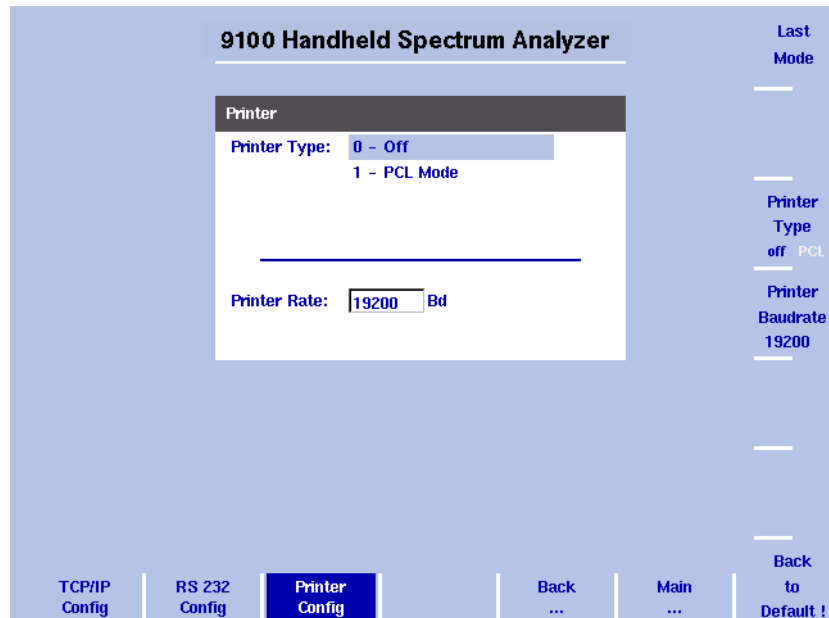 9100 Handheld Spectrum Analyzer
Printer
Printer Type: 0 - Off
1 - PCL Mode
Printer Rate: 19200 Bd
Last
Mode
Printer
Type
off PCL
Printer
Baudrate
19200
Back
to
Default !
TCP/IP
Config
RS 232
Config
Printer
Config
Back
...
Main
...